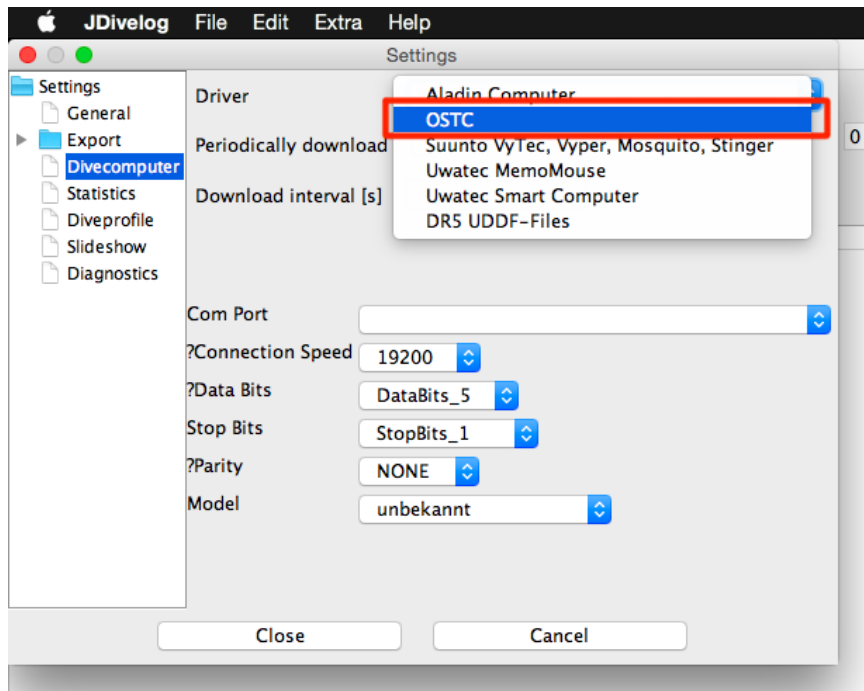 JDivelog File Edit Extra Help
Settings
Settings
General
Export
Divecomputer
Statistics
Diveprofile
Slideshow
Diagnostics
Driver
Aladin Computer
OSTC
Suunto VyTec, Vyper, Mosquito, Stinger
Uwatec MemoMouse
Uwatec Smart Computer
DR5 UDDF-Files
Periodically download
0
Download interval [s]
Com Port
?Connection Speed 19200
?Data Bits DataBits_5
Stop Bits StopBits_1
?Parity NONE
Model unbekannt
Close Cancel